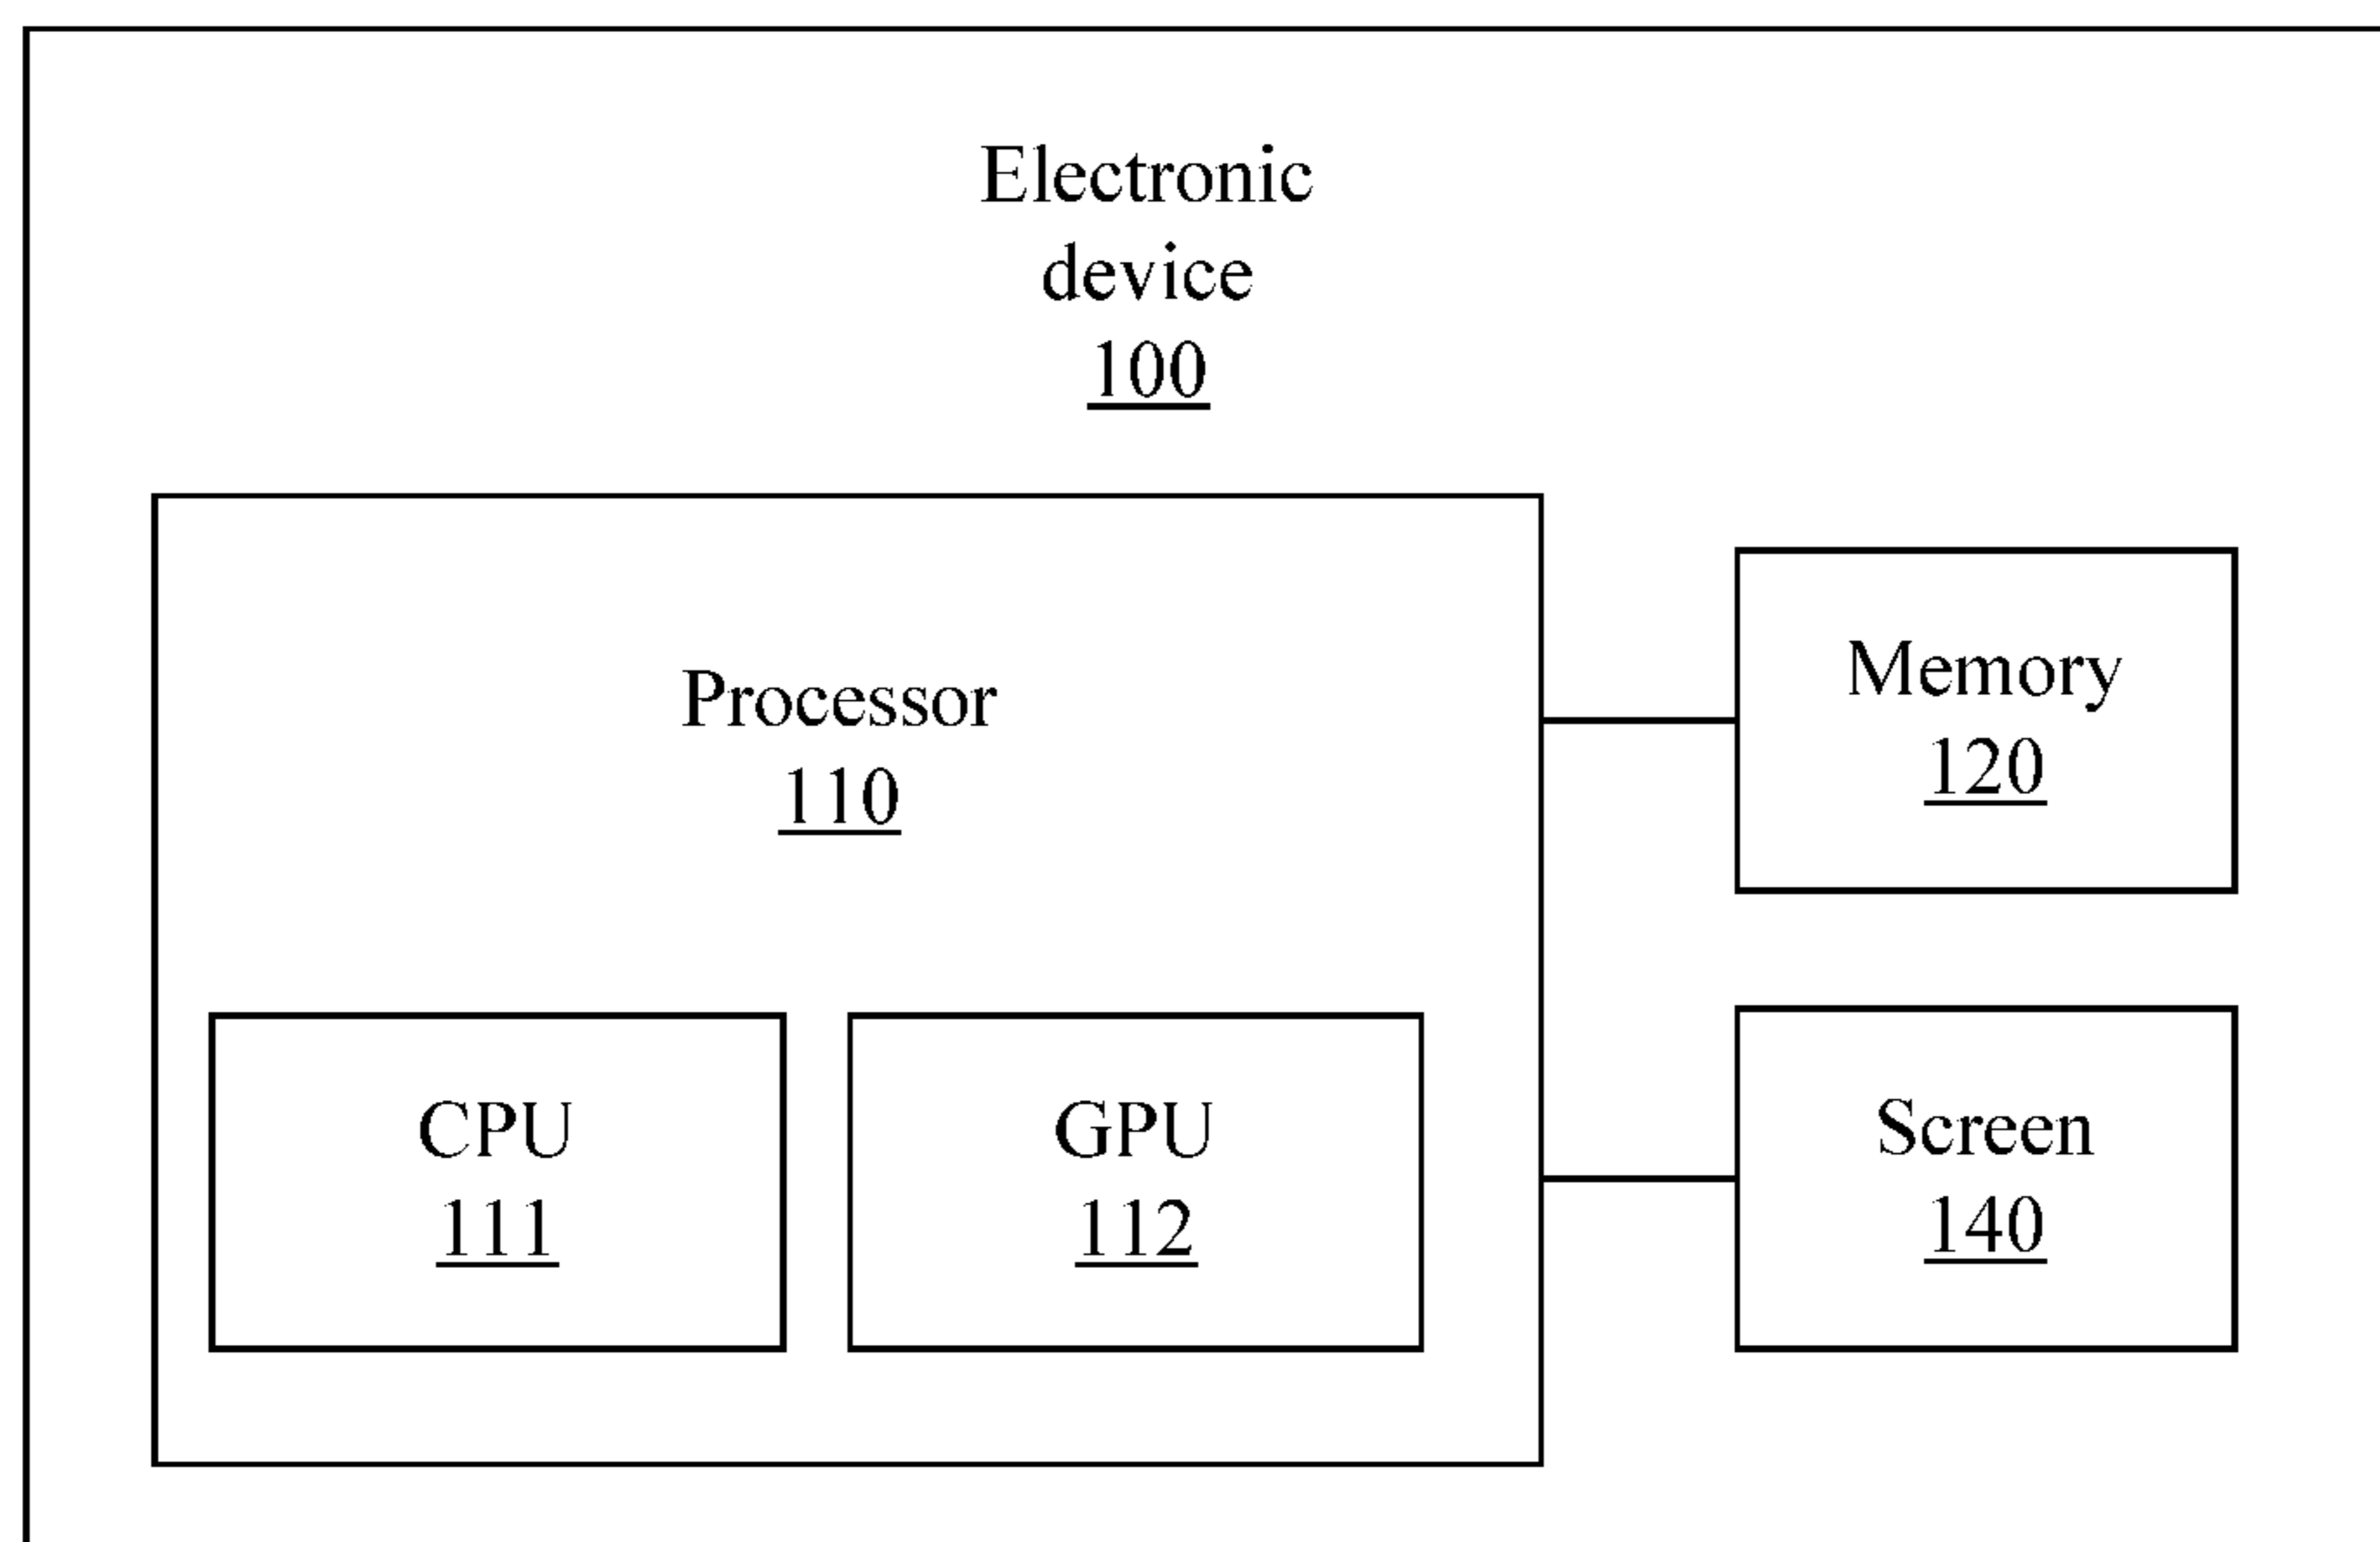 Electronic
device
100
Processor
110
Memory
120
CPU
111
GPU
112
Screen
140